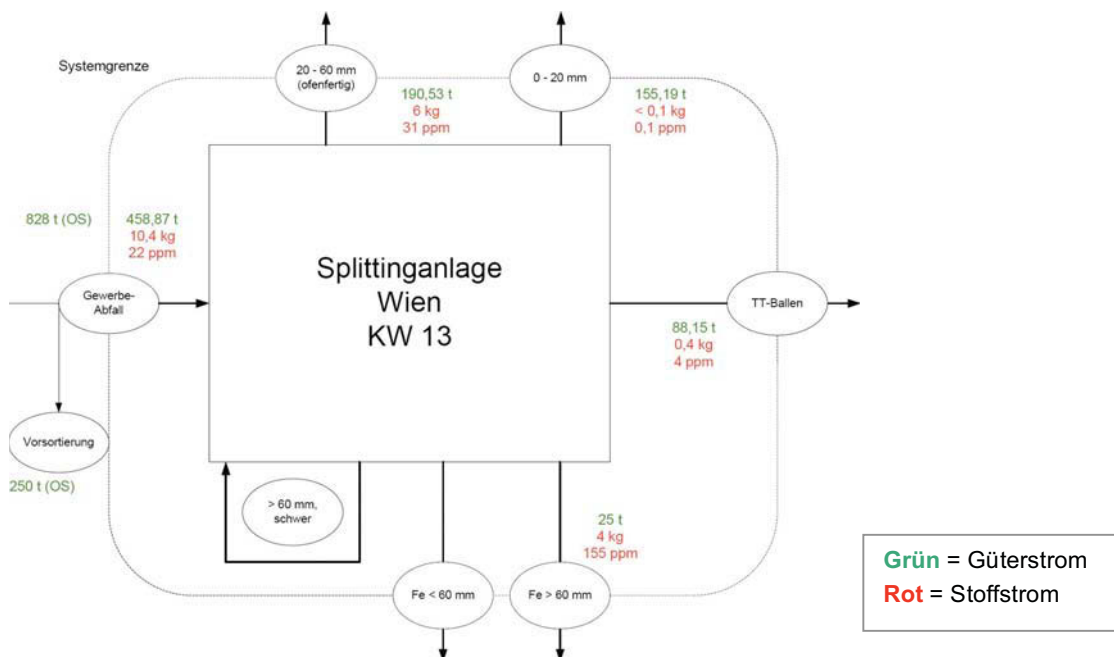 Systemgrenze
20 - 60 mm
(ofenfertig)
190,53 t
6 kg
31 ppm
0 - 20 mm
155,19 t
< 0,1 kg
0,1 ppm
828 t (OS)
458,87 t
10,4 kg
22 ppm
Gewerbe-
Abfall
Splittinganlage
Wien
KW 13
TT-Ballen
88,15 t
0,4 kg
4 ppm
Vorsortierung
250 t (OS)
> 60 mm,
schwer
25 t
4 kg
155 ppm
Fe < 60 mm
Fe > 60 mm
Grün = Güterstrom
Rot = Stoffstrom